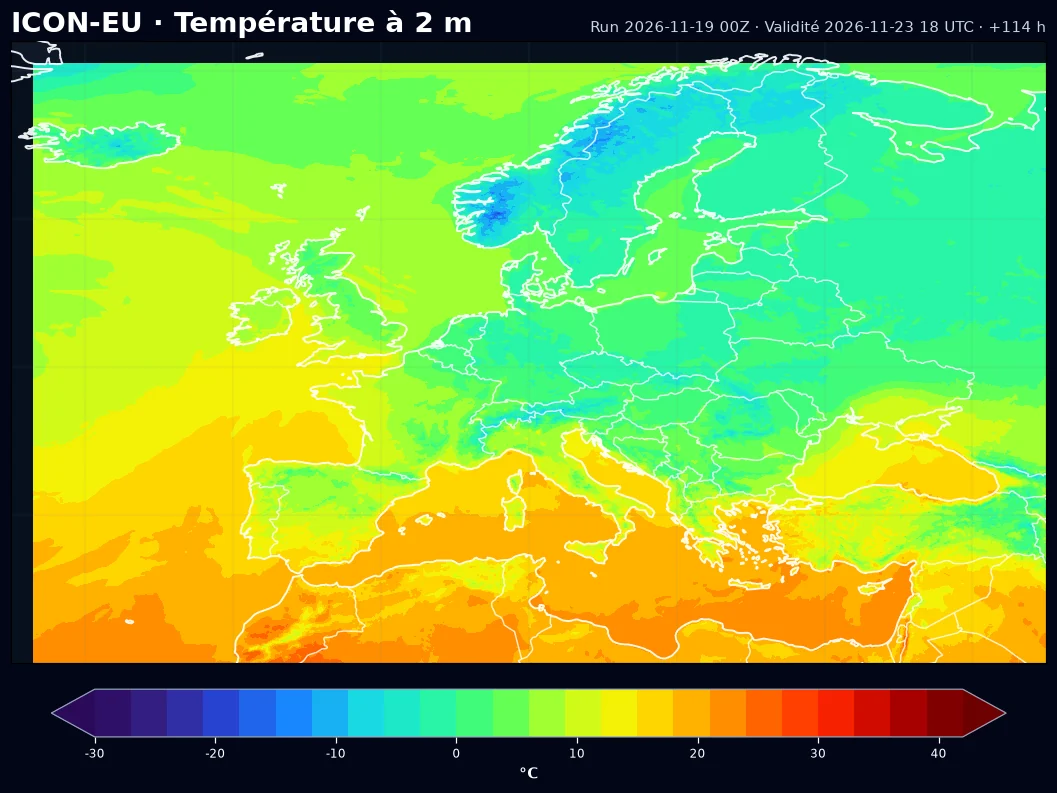 ICON-EU · Température à 2 m
Run 2026-11-19 00Z · Validité 2026-11-23 18 UTC · +114 h
-30 -20 -10 0 10 20 30 40
°C